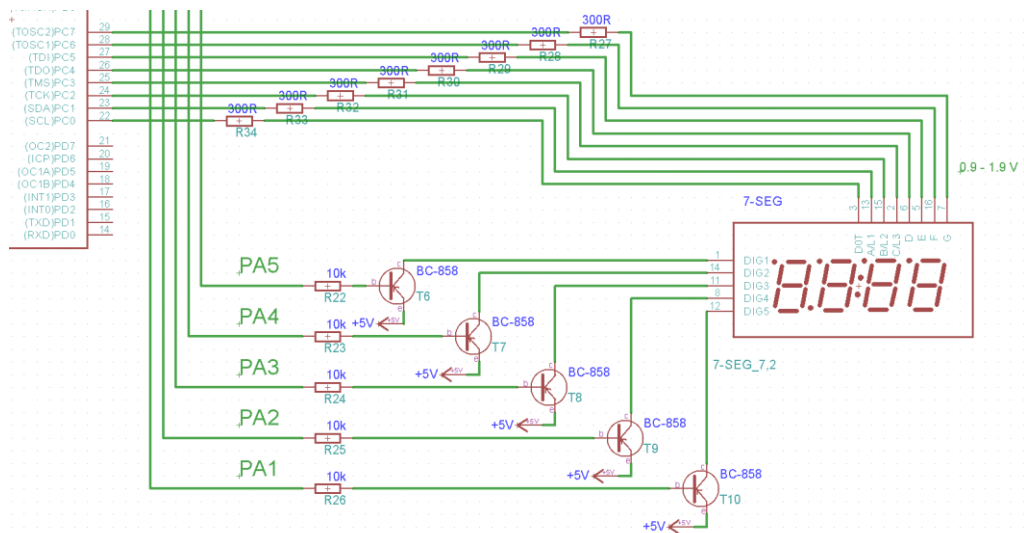 (TOSC2)PC7 29
(TOSC1)PC6 28
(TDI)PC5 27
(TDO)PC4 26
(TMS)PC3 25
(TCK)PC2 24
(SDA)PC1 23
(SCL)PC0 22
(OC2)PD7 21
(ICP)PD6 20
(OC1A)PD5 19
(OC1B)PD4 18
(INT1)PD3 17
(INT0)PD2 16
(TXD)PD1 15
(RXD)PD0 14
300R
R27
300R
R28
300R
R29
300R
R30
300R
R31
300R
R32
300R
R33
300R
R34
0.9 - 1.9 V
7-SEG
3 13 15 2 6 5 16 7
DOT A/L1 B/L2 C/L3 D E F G
1 DIG1
14 DIG2
11 DIG3
8 DIG4
12 DIG5
7-SEG_7,2
PA5
10k
R22
b c e
BC-858
T6
+5V +5V
PA4
10k
R23
b c e
BC-858
T7
+5V +5V
PA3
10k
R24
b c e
BC-858
T8
+5V +5V
PA2
10k
R25
b c e
BC-858
T9
+5V +5V
PA1
10k
R26
b c e
BC-858
T10
+5V +5V